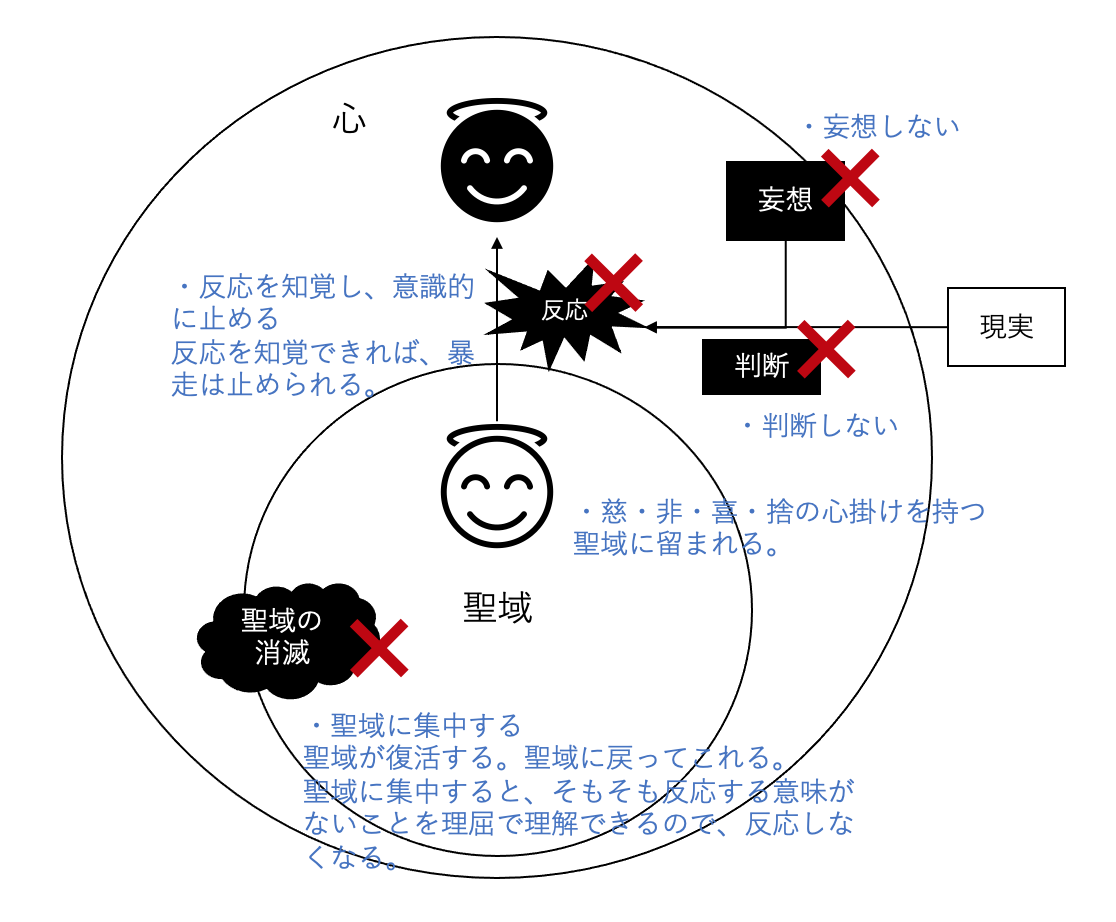 心
・妄想しない
妄想
・反応を知覚し、意識的
に止める
反応を知覚できれば、暴
走は止められる。
反応
現実
判断
・判断しない
・慈・非・喜・捨の心掛けを持つ
聖域に留まれる。
聖域
聖域の
消滅
・聖域に集中する
聖域が復活する。聖域に戻ってこれる。
聖域に集中すると、そもそも反応する意味が
ないことを理屈で理解できるので、反応しな
くなる。